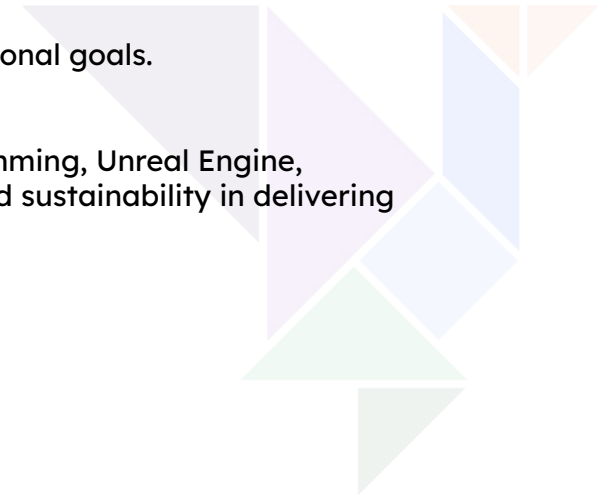 onal goals.
mming, Unreal Engine,
d sustainability in delivering